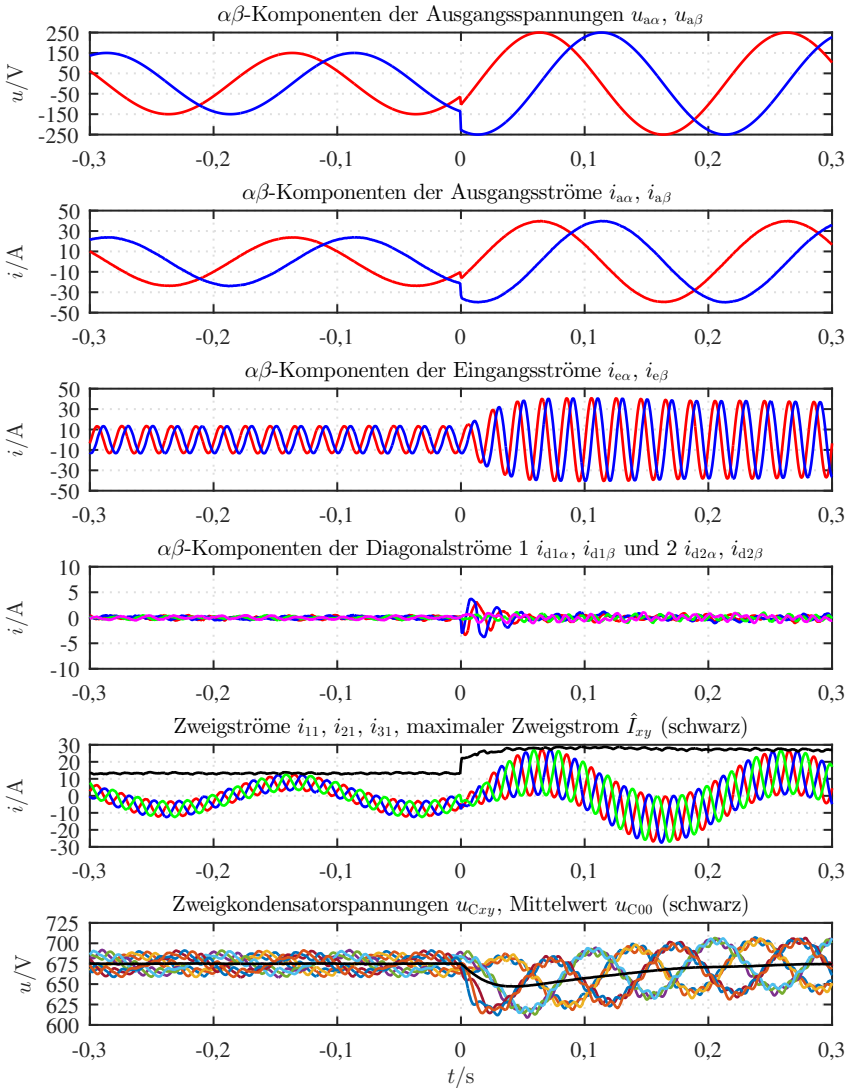 αβ-Komponenten der Ausgangsspannungen u_aα, u_aβ
250
150
50
-50
-150
-250
u/V
-0,3 -0,2 -0,1 0 0,1 0,2 0,3
αβ-Komponenten der Ausgangsströme i_aα, i_aβ
50
30
10
-10
-30
-50
i/A
-0,3 -0,2 -0,1 0 0,1 0,2 0,3
αβ-Komponenten der Eingangsströme i_eα, i_eβ
50
30
10
-10
-30
-50
i/A
-0,3 -0,2 -0,1 0 0,1 0,2 0,3
αβ-Komponenten der Diagonalströme 1 i_d1α, i_d1β und 2 i_d2α, i_d2β
10
5
0
-5
-10
i/A
-0,3 -0,2 -0,1 0 0,1 0,2 0,3
Zweigströme i_11, i_21, i_31, maximaler Zweigstrom Î_xy (schwarz)
30
20
10
0
-10
-20
-30
i/A
-0,3 -0,2 -0,1 0 0,1 0,2 0,3
Zweigkondensatorspannungen u_Cxy, Mittelwert u_C00 (schwarz)
725
700
675
650
625
600
u/V
-0,3 -0,2 -0,1 0 0,1 0,2 0,3
t/s